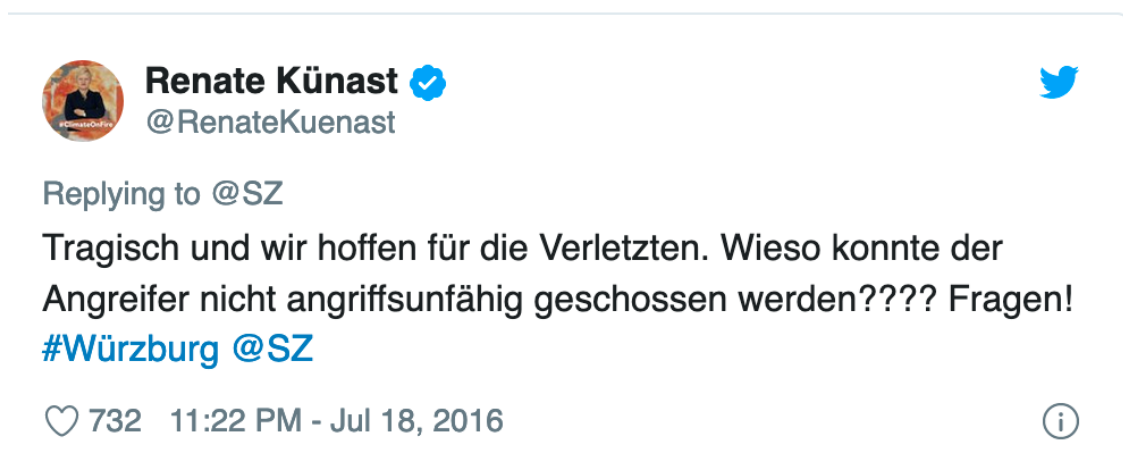 Renate Künast
@RenateKuenast
Replying to @SZ
Tragisch und wir hoffen für die Verletzten. Wieso konnte der
Angreifer nicht angriffsunfähig geschossen werden???? Fragen!
#Würzburg @SZ
732 11:22 PM - Jul 18, 2016
#ClimateOnFire